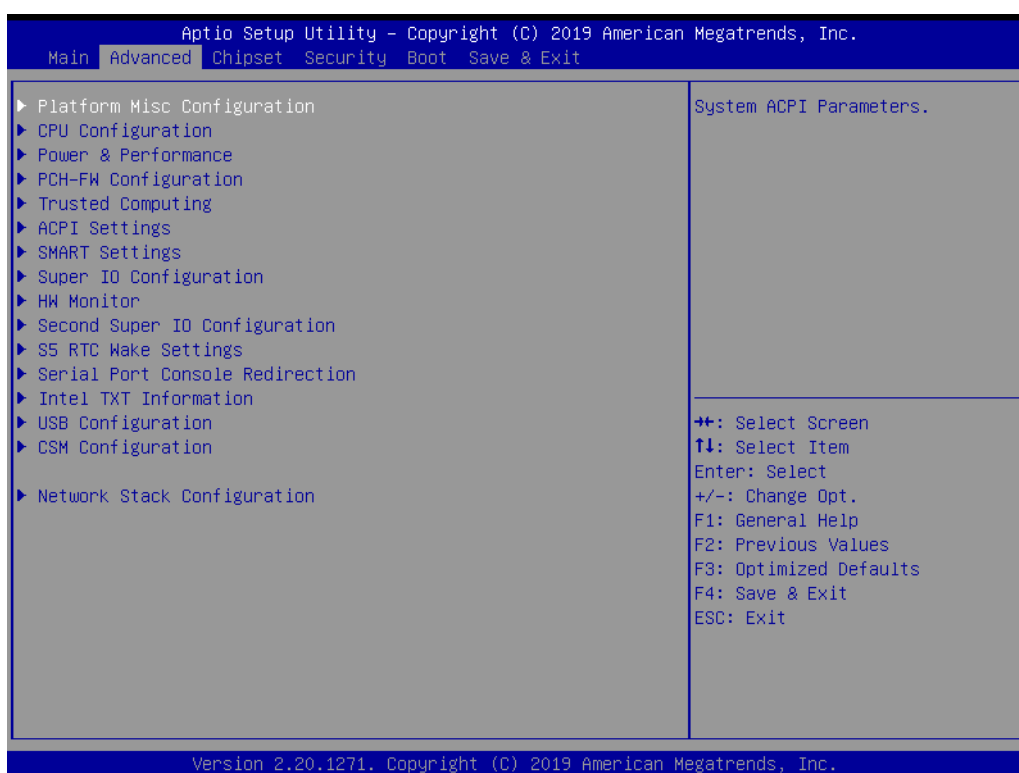 Aptio Setup Utility – Copyright (C) 2019 American Megatrends, Inc.
Main Advanced Chipset Security Boot Save & Exit
▶ Platform Misc Configuration
▶ CPU Configuration
▶ Power & Performance
▶ PCH-FW Configuration
▶ Trusted Computing
▶ ACPI Settings
▶ SMART Settings
▶ Super IO Configuration
▶ HW Monitor
▶ Second Super IO Configuration
▶ S5 RTC Wake Settings
▶ Serial Port Console Redirection
▶ Intel TXT Information
▶ USB Configuration
▶ CSM Configuration
▶ Network Stack Configuration
System ACPI Parameters.
→←: Select Screen
↑↓: Select Item
Enter: Select
+/-: Change Opt.
F1: General Help
F2: Previous Values
F3: Optimized Defaults
F4: Save & Exit
ESC: Exit
Version 2.20.1271. Copyright (C) 2019 American Megatrends, Inc.